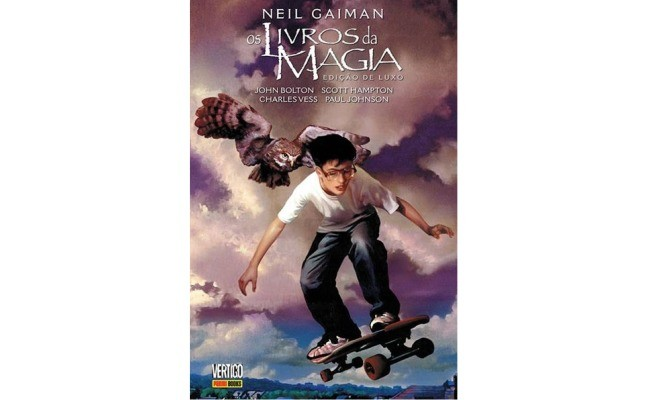 NEIL GAIMAN
OS LIVROS da
MAGIA
EDIÇÃO DE LUXO
JOHN BOLTON SCOTT HAMPTON
CHARLES VESS PAUL JOHNSON
VERTIGO
PANINI BOOKS